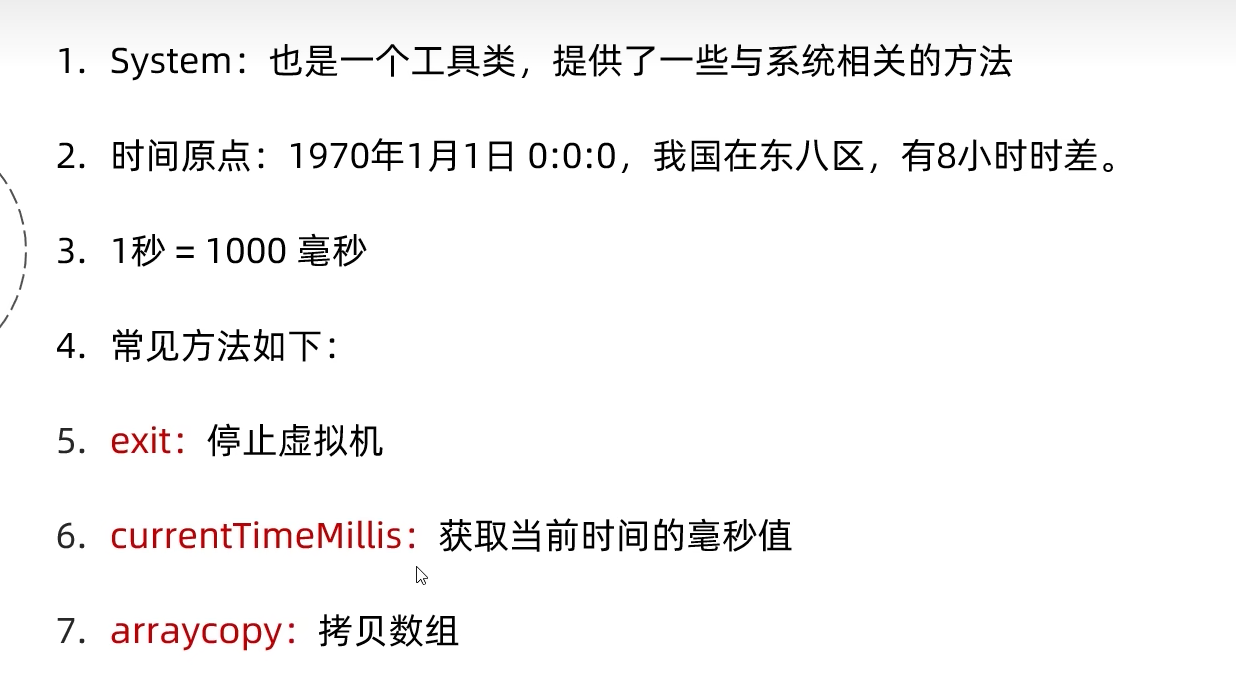 1. System：也是一个工具类，提供了一些与系统相关的方法
2. 时间原点：1970年1月1日 0:0:0，我国在东八区，有8小时时差。
3. 1秒 = 1000 毫秒
4. 常见方法如下：
5. exit：停止虚拟机
6. currentTimeMillis：获取当前时间的毫秒值
7. arraycopy：拷贝数组